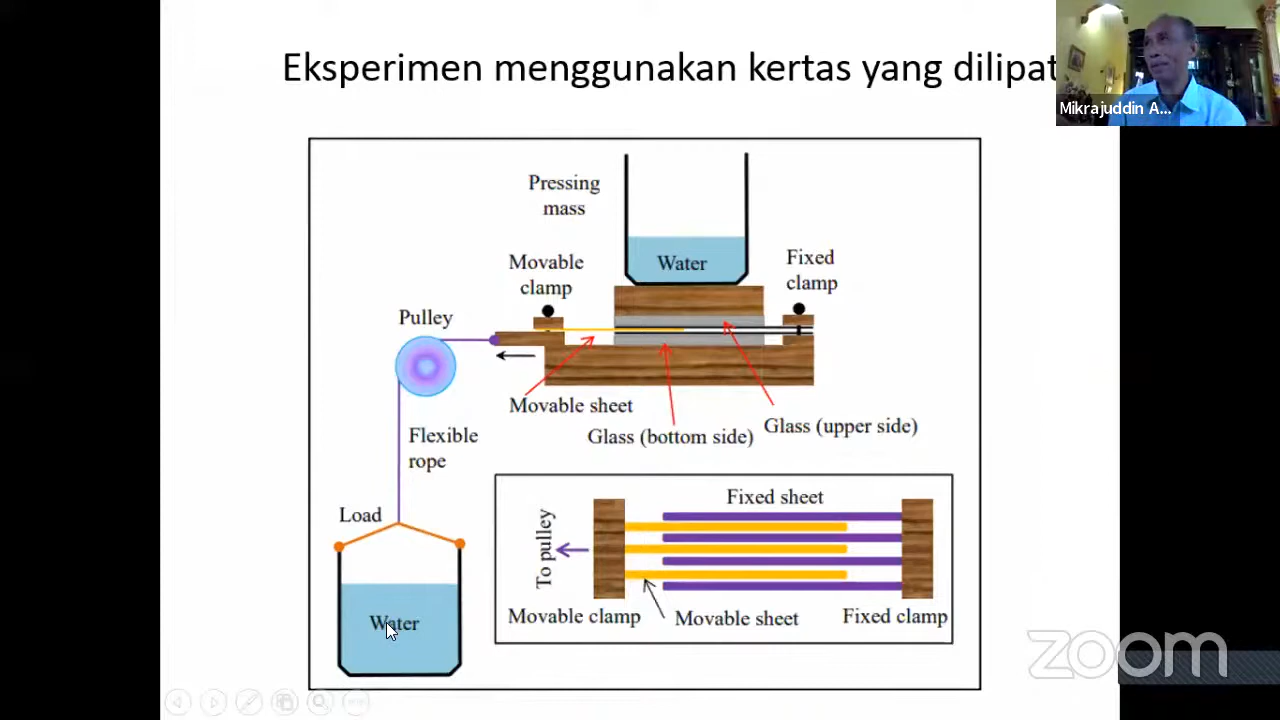 Eksperimen menggunakan kertas yang dilipat
Mikrajuddin A...
Pressing
mass
Water
Movable
clamp
Fixed
clamp
Pulley
Movable sheet
Glass (bottom side)
Glass (upper side)
Flexible
rope
Load
Water
Fixed sheet
To pulley
Movable clamp
Movable sheet
Fixed clamp
zoom